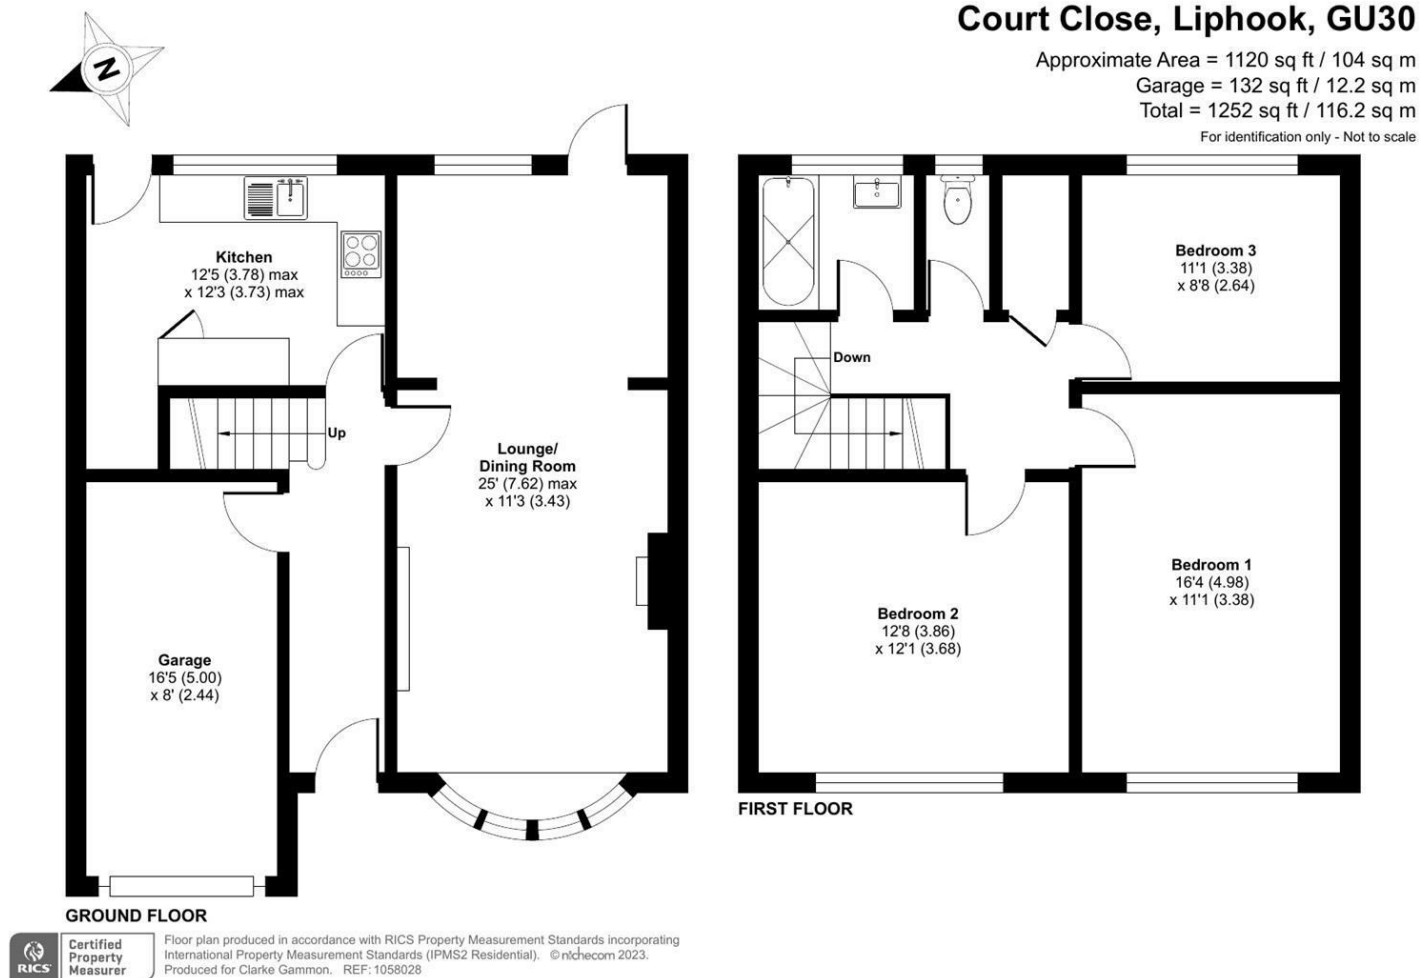 Court Close, Liphook, GU30
Approximate Area = 1120 sq ft / 104 sq m
Garage = 132 sq ft / 12.2 sq m
Total = 1252 sq ft / 116.2 sq m
For identification only - Not to scale
N
Kitchen
12'5 (3.78) max
x 12'3 (3.73) max
Up
Lounge/
Dining Room
25' (7.62) max
x 11'3 (3.43)
Garage
16'5 (5.00)
x 8' (2.44)
GROUND FLOOR
Bedroom 3
11'1 (3.38)
x 8'8 (2.64)
Down
Bedroom 1
16'4 (4.98)
x 11'1 (3.38)
Bedroom 2
12'8 (3.86)
x 12'1 (3.68)
FIRST FLOOR
RICS
Certified
Property
Measurer
Floor plan produced in accordance with RICS Property Measurement Standards incorporating
International Property Measurement Standards (IPMS2 Residential). © nichecom 2023.
Produced for Clarke Gammon. REF: 1058028